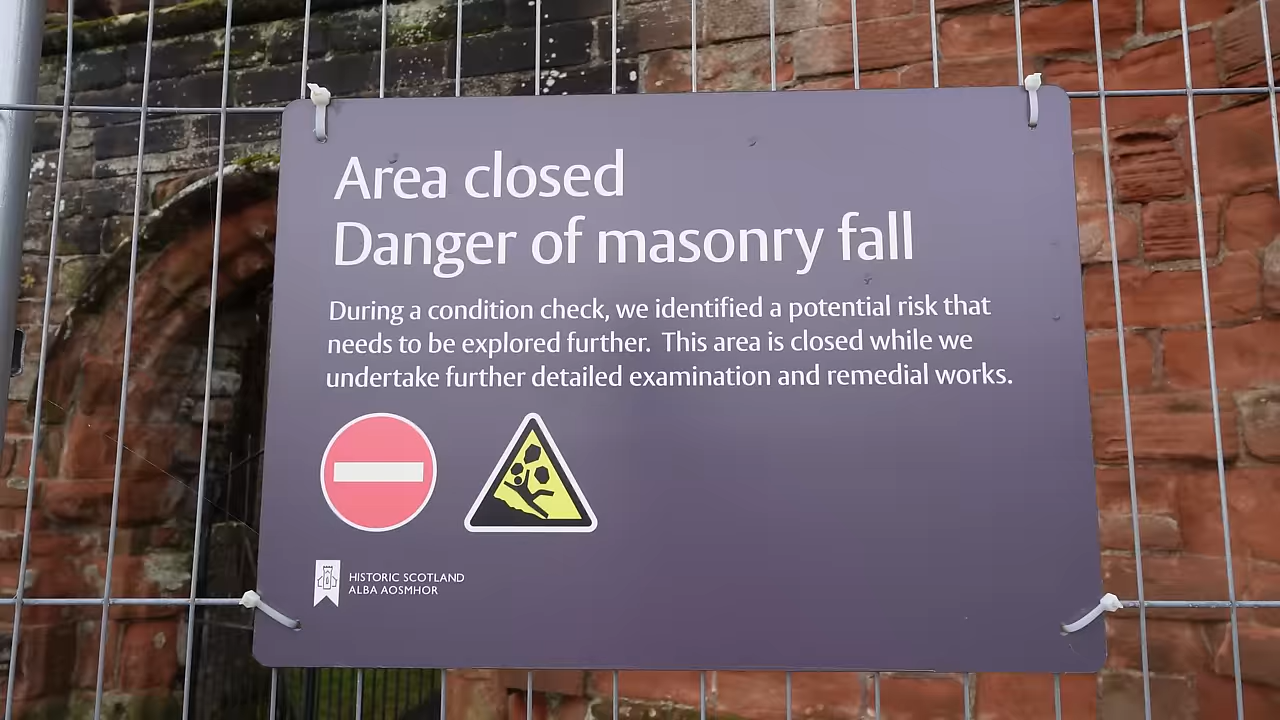 Area closed
Danger of masonry fall
During a condition check, we identified a potential risk that
needs to be explored further. This area is closed while we
undertake further detailed examination and remedial works.
HISTORIC SCOTLAND
ALBA AOSMHOR